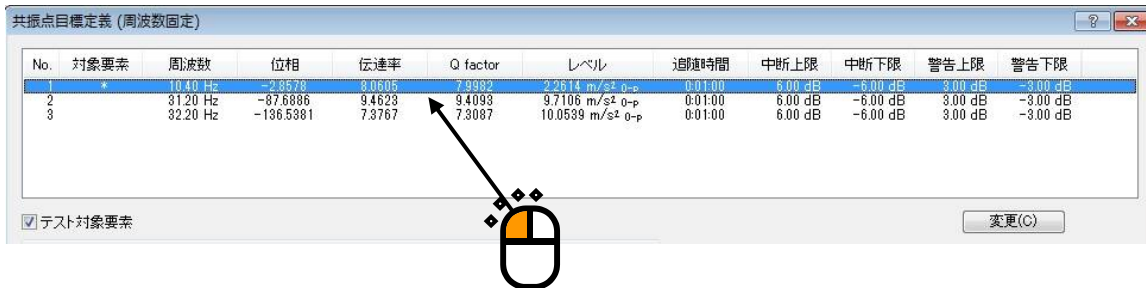 共振点目標定義 (周波数固定)
No. 対象要素 周波数 位相 伝達率 Q factor レベル 追随時間 中断上限 中断下限 警告上限 警告下限
1 * 10.40 Hz -2.8578 8.0605 7.9982 2.2614 m/s² 0-p 0:01:00 6.00 dB -6.00 dB 3.00 dB -3.00 dB
2 31.20 Hz -87.6886 9.4623 9.4093 9.7106 m/s² 0-p 0:01:00 6.00 dB -6.00 dB 3.00 dB -3.00 dB
3 32.20 Hz -136.5381 7.3767 7.3087 10.0539 m/s² 0-p 0:01:00 6.00 dB -6.00 dB 3.00 dB -3.00 dB
テスト対象要素 変更(C)